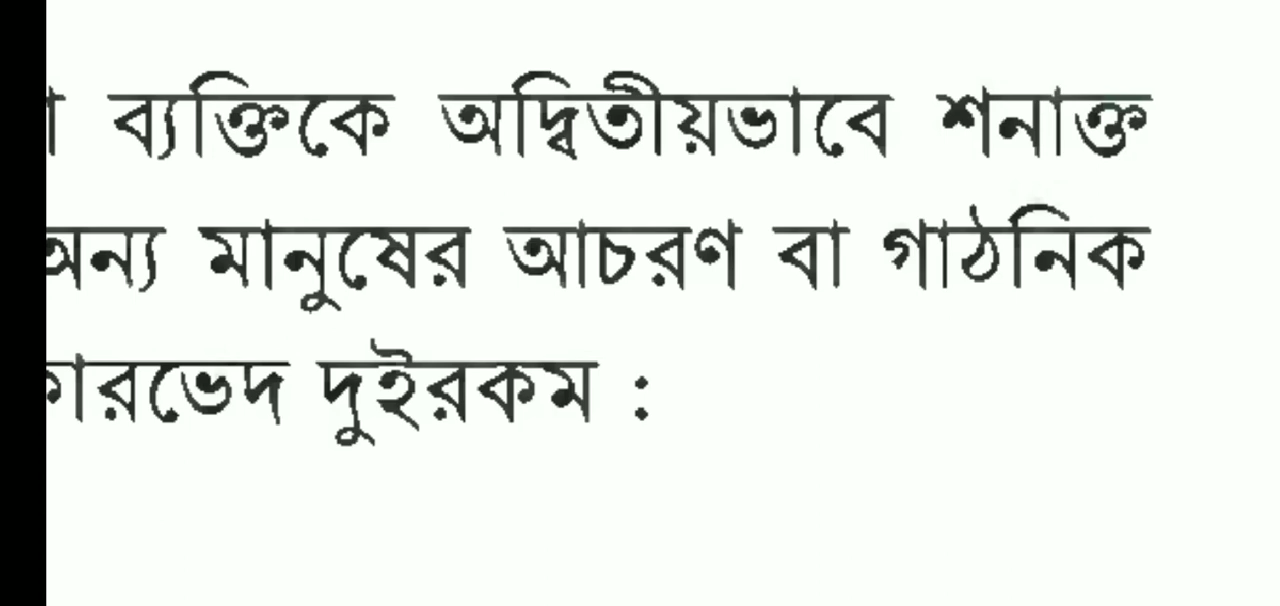 ব্যক্তিকে অদ্বিতীয়ভাবে শনাক্ত
অন্য মানুষের আচরণ বা গাঠনিক
দুইরকম :